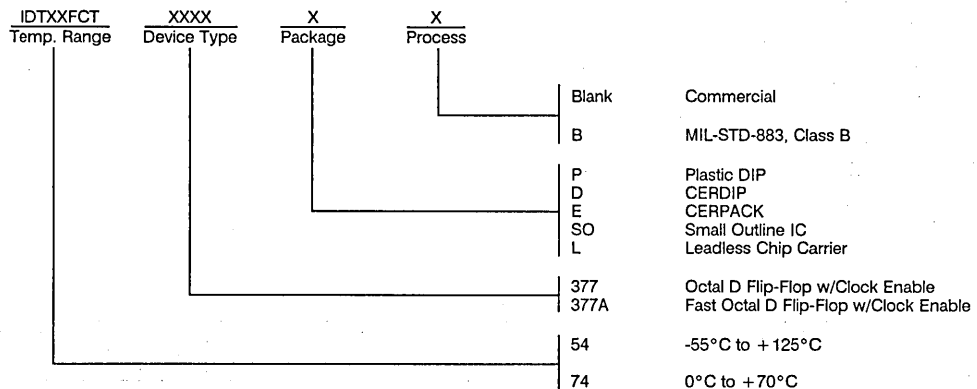 IDTXXFCT XXXX X X
Temp. Range Device Type Package Process
Blank Commercial
B MIL-STD-883, Class B
P Plastic DIP
D CERDIP
E CERPACK
SO Small Outline IC
L Leadless Chip Carrier
377 Octal D Flip-Flop w/Clock Enable
377A Fast Octal D Flip-Flop w/Clock Enable
54 -55°C to +125°C
74 0°C to +70°C